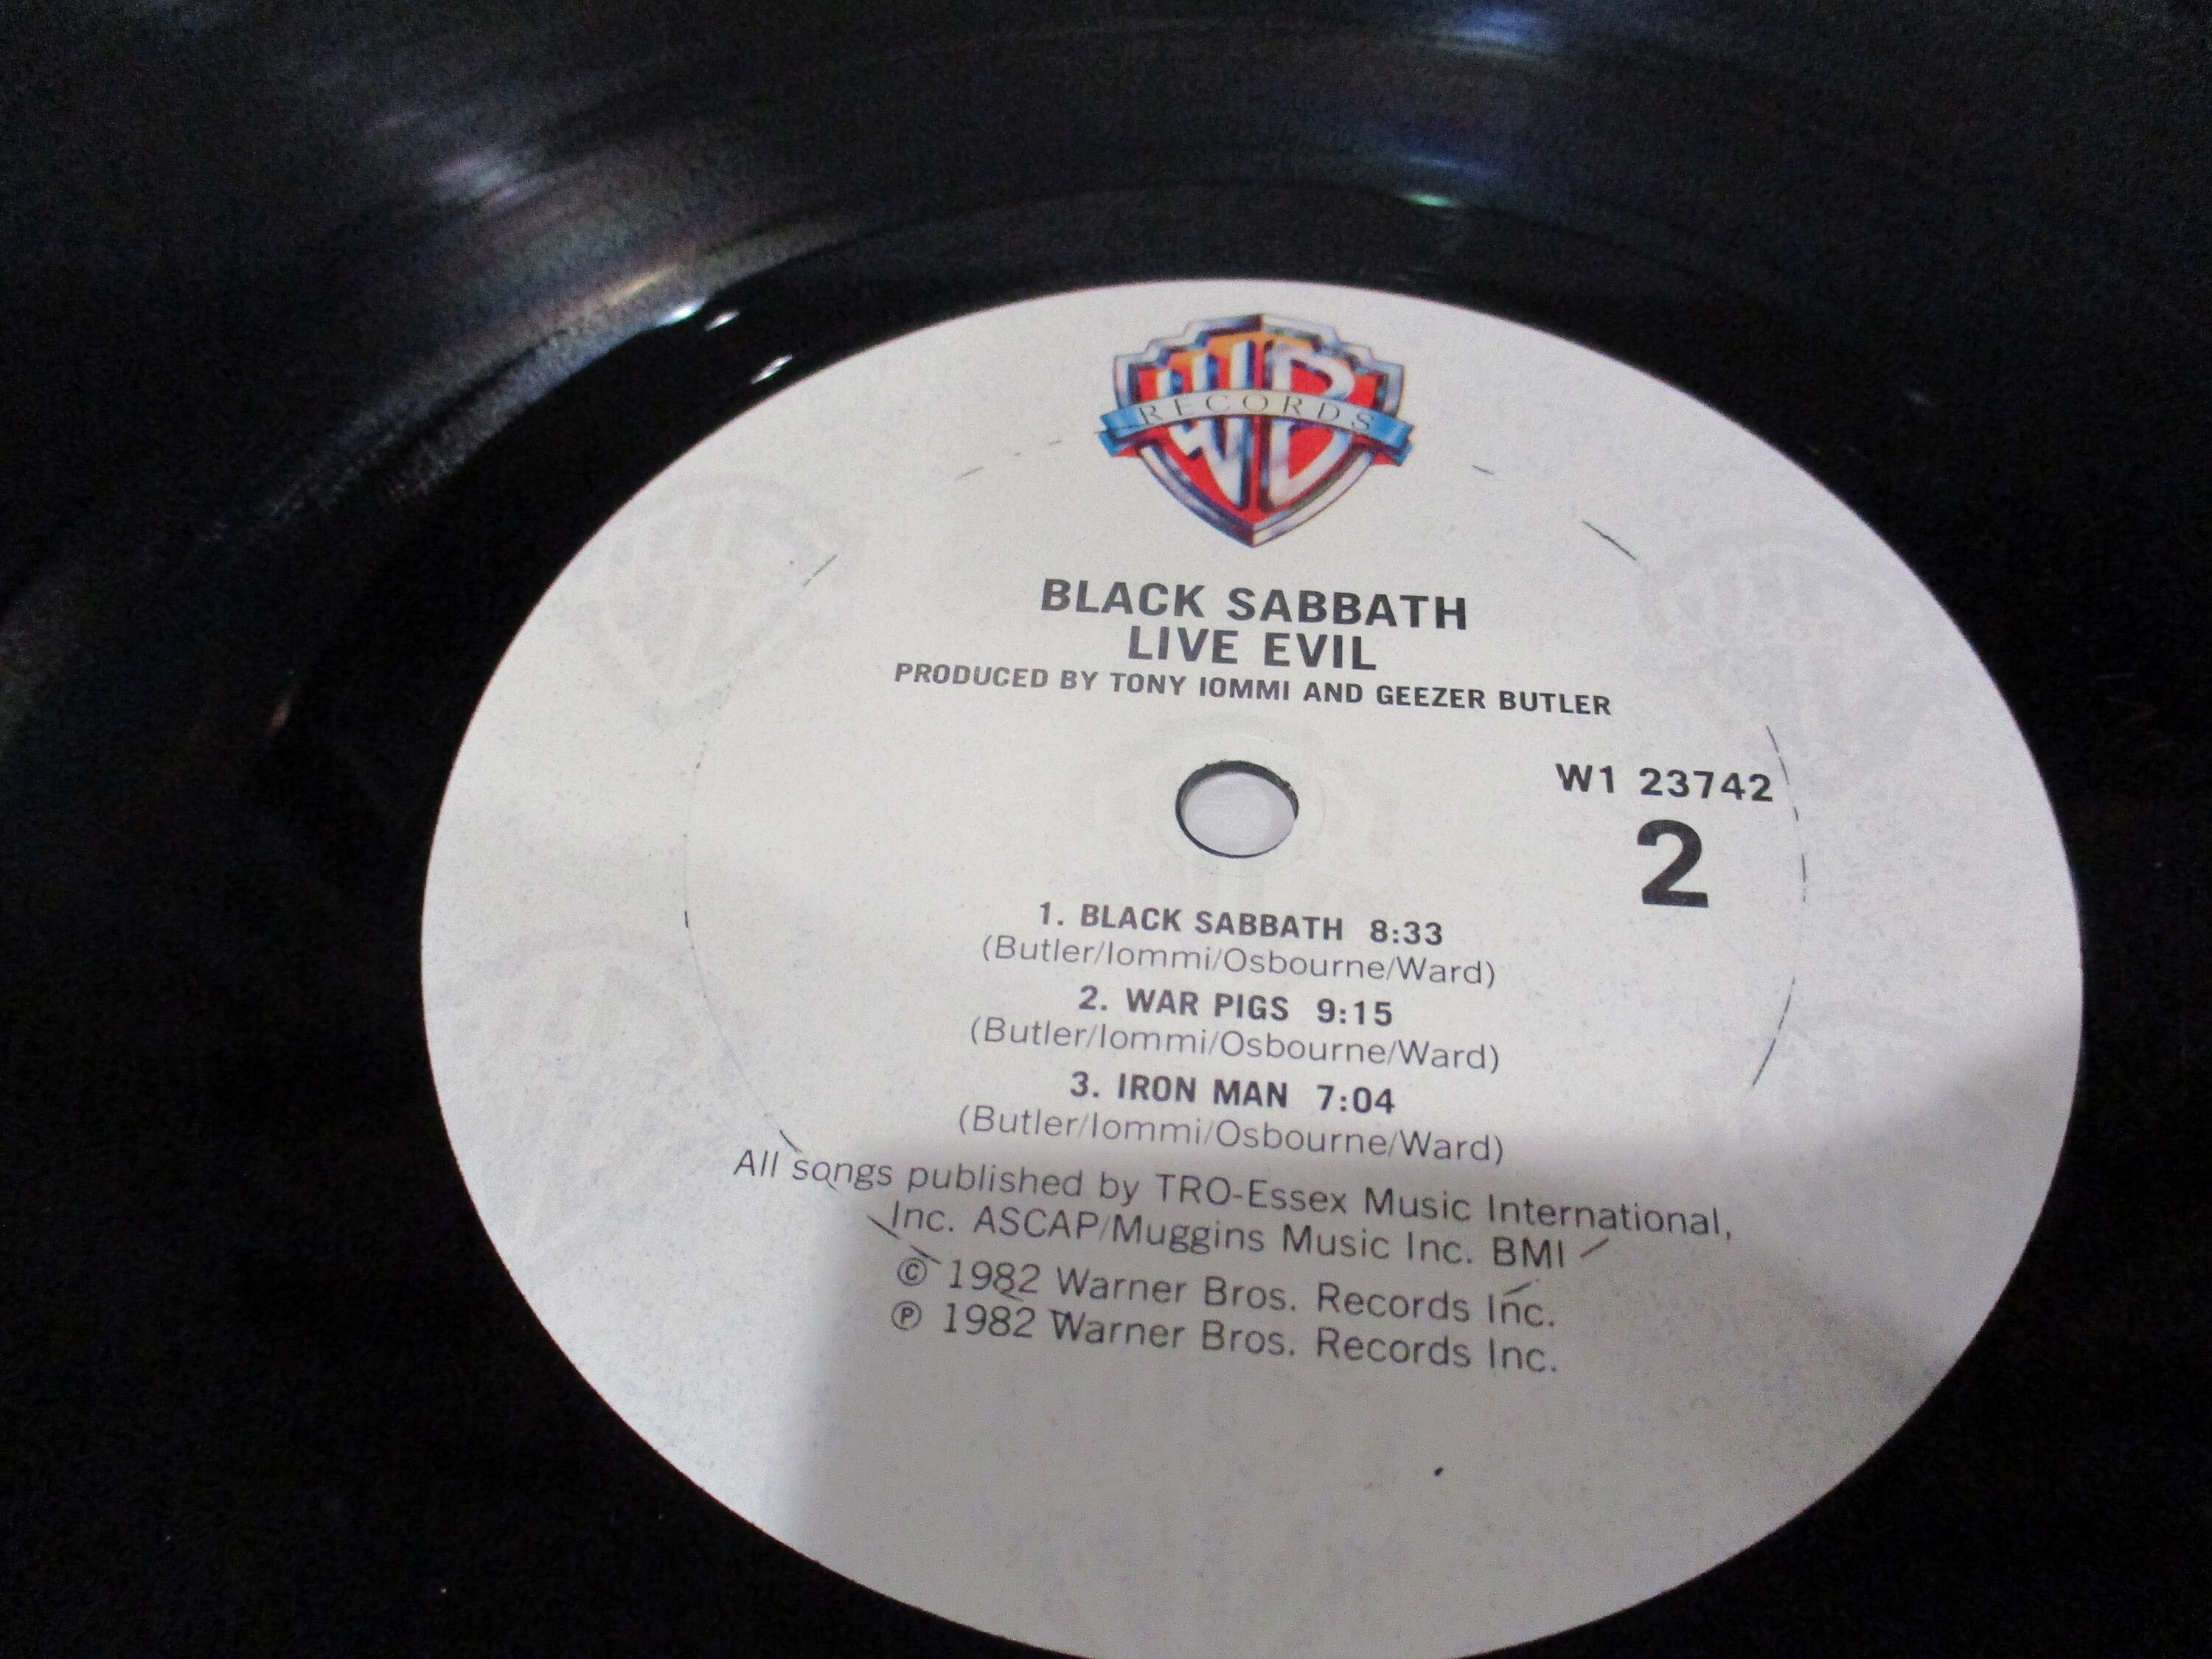 WB
RECORDS
BLACK SABBATH
LIVE EVIL
PRODUCED BY TONY IOMMI AND GEEZER BUTLER
W1 23742
2
1. BLACK SABBATH 8:33
(Butler/Iommi/Osbourne/Ward)
2. WAR PIGS 9:15
(Butler/Iommi/Osbourne/Ward)
3. IRON MAN 7:04
(Butler/Iommi/Osbourne/Ward)
All songs published by TRO-Essex Music International,
Inc. ASCAP/Muggins Music Inc. BMI
© 1982 Warner Bros. Records Inc.
℗ 1982 Warner Bros. Records Inc.